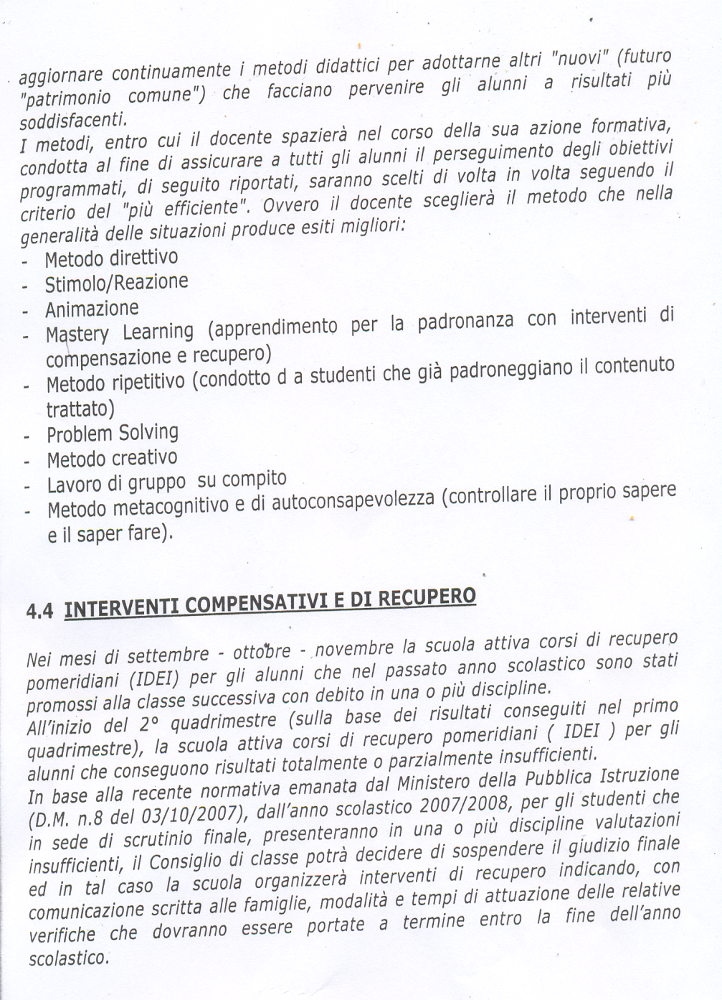 aggiornare continuamente i metodi didattici per adottarne altri "nuovi" (futuro
"patrimonio comune") che facciano pervenire gli alunni a risultati più
soddisfacenti.
I metodi, entro cui il docente spazierà nel corso della sua azione formativa,
condotta al fine di assicurare a tutti gli alunni il perseguimento degli obiettivi
programmati, di seguito riportati, saranno scelti di volta in volta seguendo il
criterio del "più efficiente". Ovvero il docente sceglierà il metodo che nella
generalità delle situazioni produce esiti migliori:
- Metodo direttivo
- Stimolo/Reazione
- Animazione
- Mastery Learning (apprendimento per la padronanza con interventi di
compensazione e recupero)
- Metodo ripetitivo (condotto d a studenti che già padroneggiano il contenuto
trattato)
- Problem Solving
- Metodo creativo
- Lavoro di gruppo su compito
- Metodo metacognitivo e di autoconsapevolezza (controllare il proprio sapere
e il saper fare).
4.4 INTERVENTI COMPENSATIVI E DI RECUPERO
Nei mesi di settembre - ottobre - novembre la scuola attiva corsi di recupero
pomeridiani (IDEI) per gli alunni che nel passato anno scolastico sono stati
promossi alla classe successiva con debito in una o più discipline.
All'inizio del 2° quadrimestre (sulla base dei risultati conseguiti nel primo
quadrimestre), la scuola attiva corsi di recupero pomeridiani ( IDEI ) per gli
alunni che conseguono risultati totalmente o parzialmente insufficienti.
In base alla recente normativa emanata dal Ministero della Pubblica Istruzione
(D.M. n.8 del 03/10/2007), dall'anno scolastico 2007/2008, per gli studenti che
in sede di scrutinio finale, presenteranno in una o più discipline valutazioni
insufficienti, il Consiglio di classe potrà decidere di sospendere il giudizio finale
ed in tal caso la scuola organizzerà interventi di recupero indicando, con
comunicazione scritta alle famiglie, modalità e tempi di attuazione delle relative
verifiche che dovranno essere portate a termine entro la fine dell'anno
scolastico.